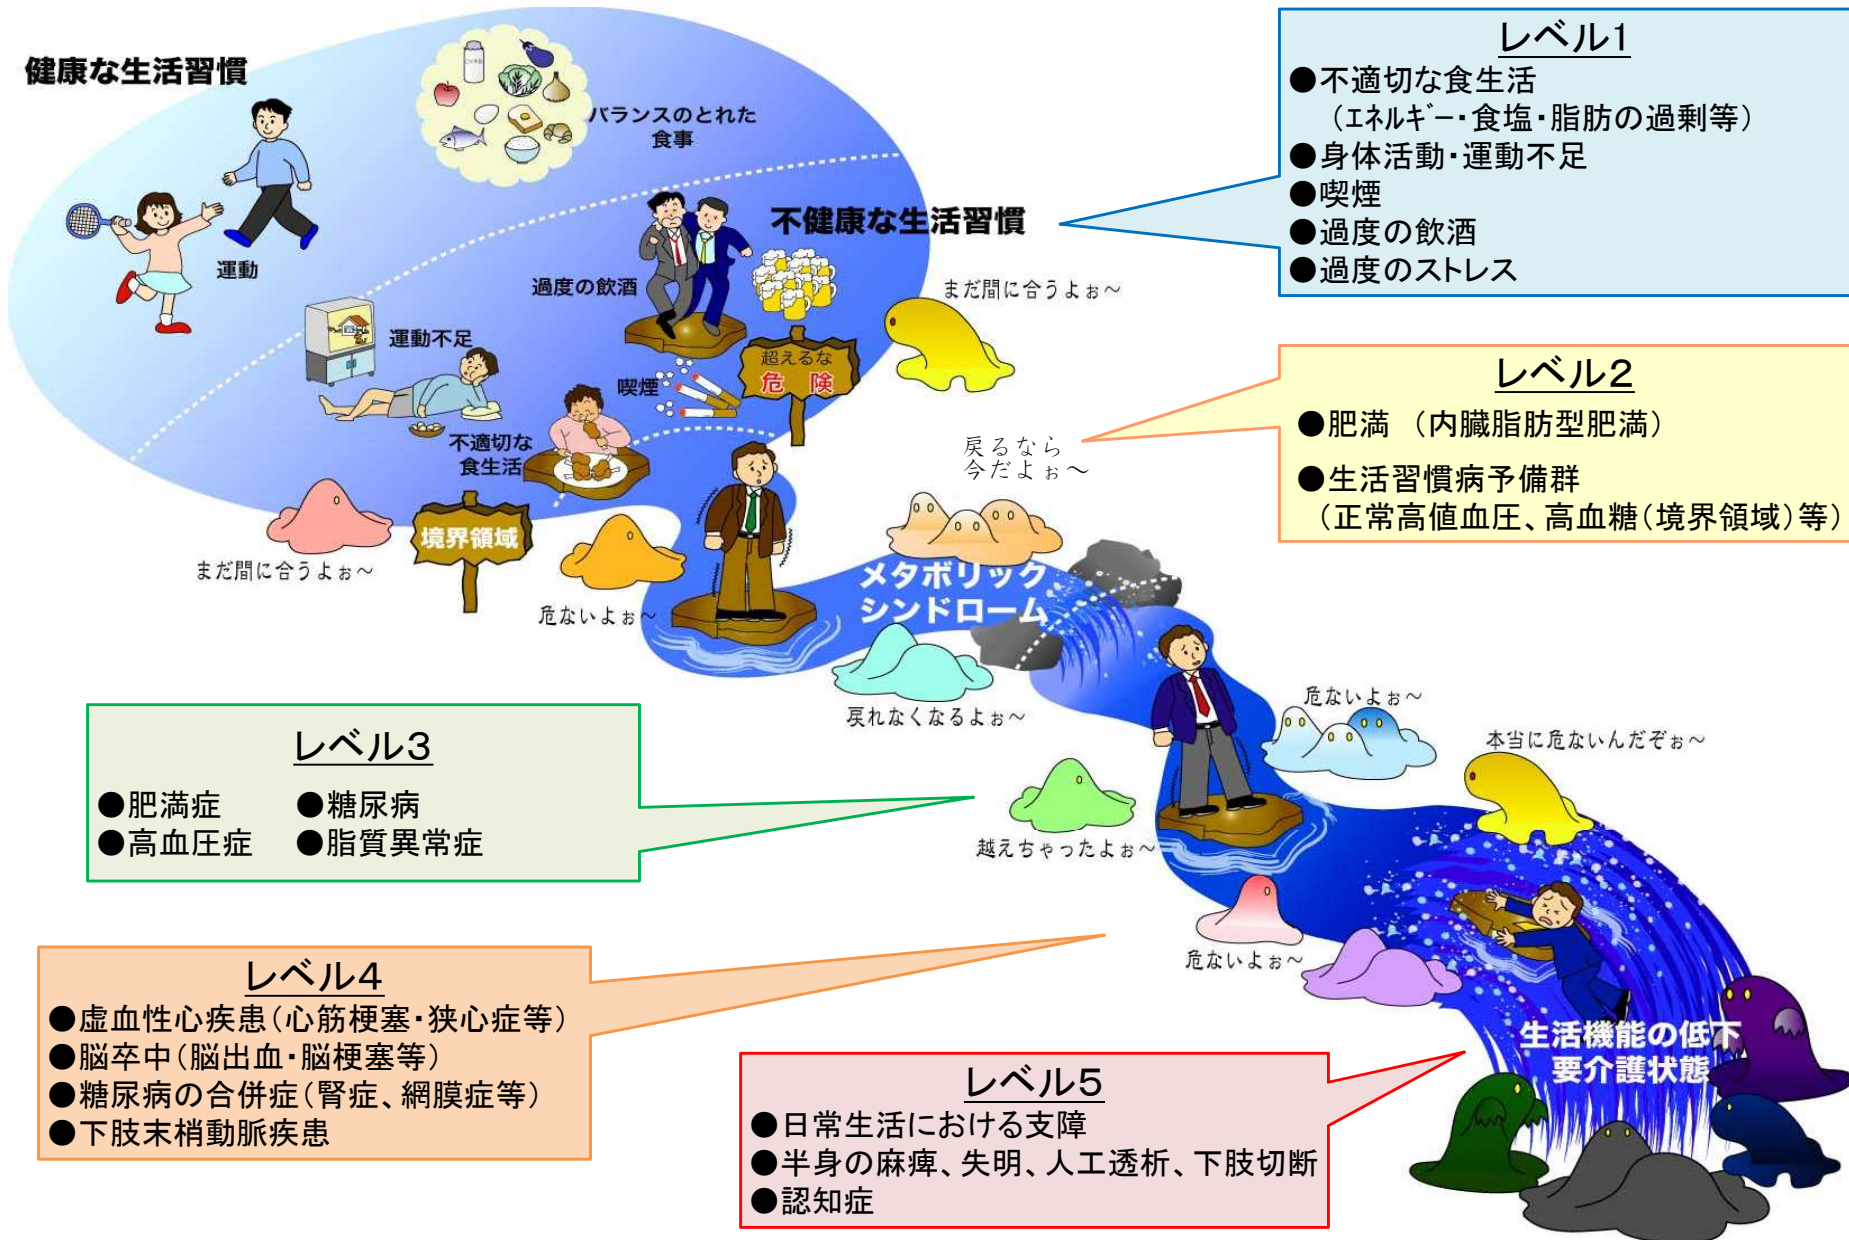 健康な生活習慣
バランスのとれた
食事
運動
不健康な生活習慣
過度の飲酒
まだ間に合うよぉ~
運動不足
喫煙
超えるな
危険
不適切な
食生活
境界領域
まだ間に合うよぉ~
危ないよぉ~
戻るなら
今だよぉ~
メタボリック
シンドローム
戻れなくなるよぉ~
危ないよぉ~
本当に危ないんだぞぉ~
越えちゃったよぉ~
危ないよぉ~
生活機能の低下
要介護状態
レベル1
●不適切な食生活
(エネルギー・食塩・脂肪の過剰等)
●身体活動・運動不足
●喫煙
●過度の飲酒
●過度のストレス
レベル2
●肥満 (内臓脂肪型肥満)
●生活習慣病予備群
(正常高値血圧、高血糖(境界領域)等)
レベル3
●肥満症 ●糖尿病
●高血圧症 ●脂質異常症
レベル4
●虚血性心疾患(心筋梗塞・狭心症等)
●脳卒中(脳出血・脳梗塞等)
●糖尿病の合併症(腎症、網膜症等)
●下肢末梢動脈疾患
レベル5
●日常生活における支障
●半身の麻痺、失明、人工透析、下肢切断
●認知症